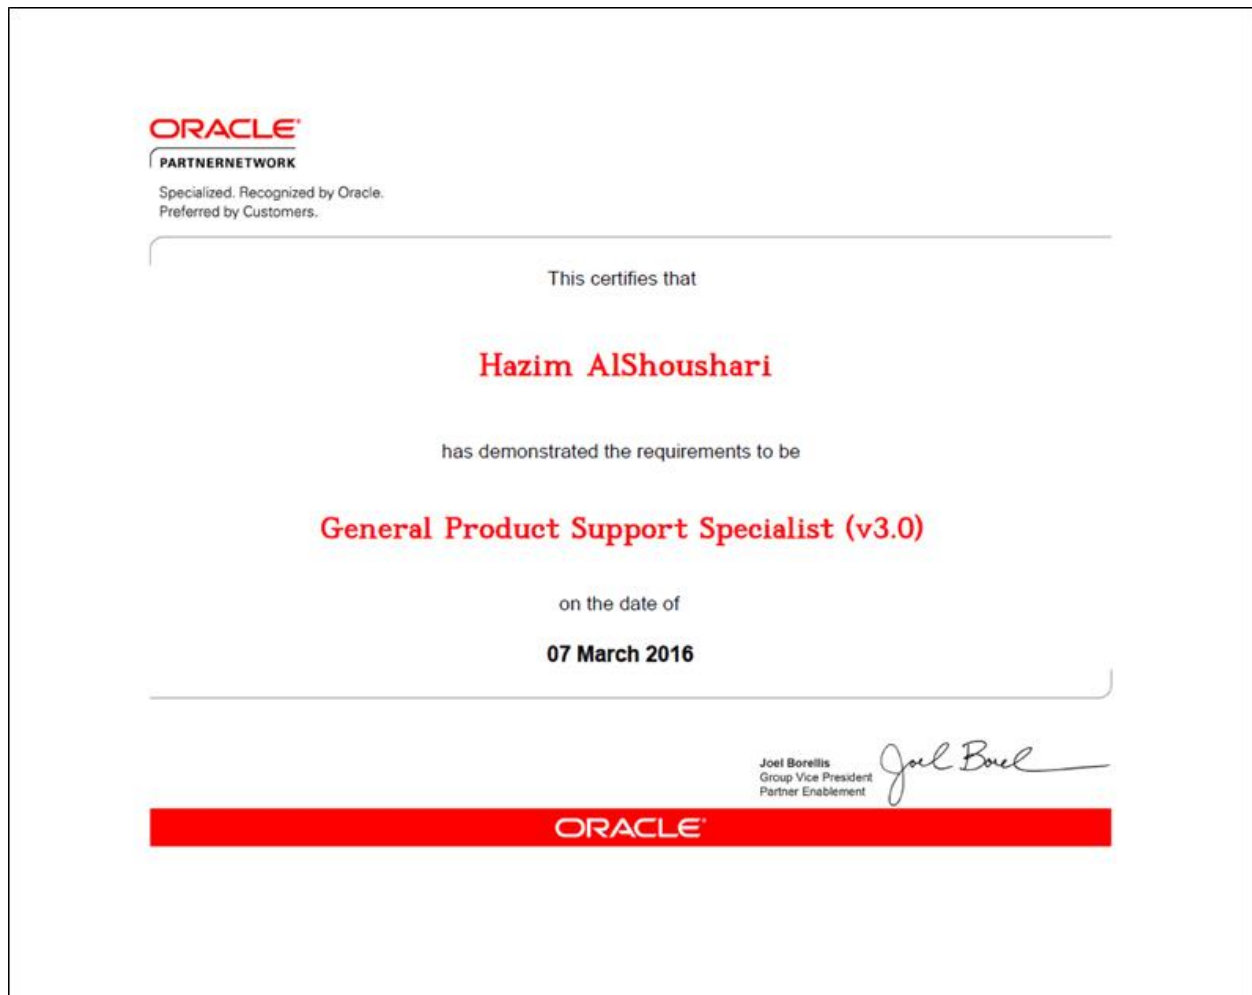 ORACLE®
PARTNERNETWORK
Specialized. Recognized by Oracle.
Preferred by Customers.
This certifies that
Hazim AlShoushari
has demonstrated the requirements to be
General Product Support Specialist (v3.0)
on the date of
07 March 2016
Joel Borellis
Group Vice President
Partner Enablement
Joel Borel
ORACLE®